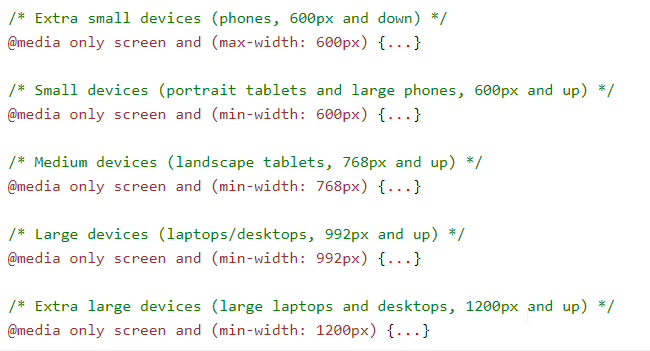 /* Extra small devices (phones, 600px and down) */
@media only screen and (max-width: 600px) {...}
/* Small devices (portrait tablets and large phones, 600px and up) */
@media only screen and (min-width: 600px) {...}
/* Medium devices (landscape tablets, 768px and up) */
@media only screen and (min-width: 768px) {...}
/* Large devices (laptops/desktops, 992px and up) */
@media only screen and (min-width: 992px) {...}
/* Extra large devices (large laptops and desktops, 1200px and up) */
@media only screen and (min-width: 1200px) {...}